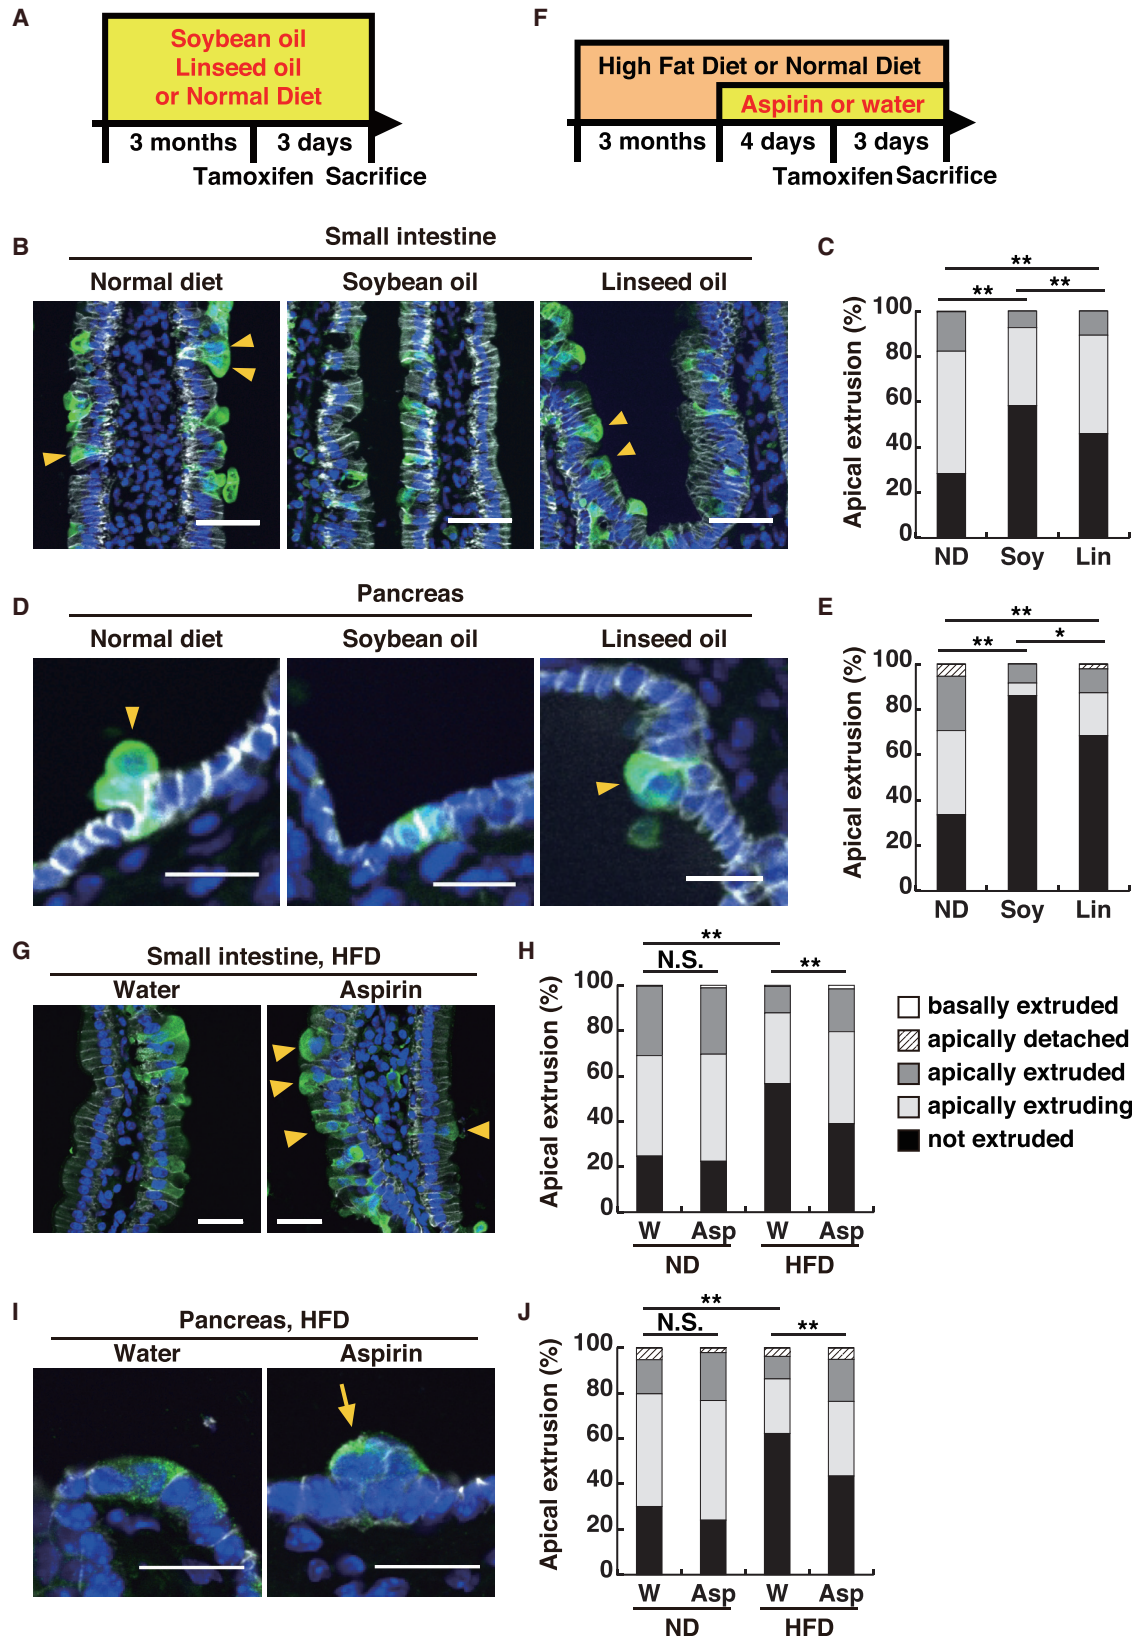 A
Soybean oil
Linseed oil
or Normal Diet
3 months
3 days
Tamoxifen
Sacrifice
F
High Fat Diet or Normal Diet
Aspirin or water
3 months
4 days
3 days
Tamoxifen
Sacrifice
B
Small intestine
Normal diet
Soybean oil
Linseed oil
C
**
**
**
Apical extrusion (%)
100
80
60
40
20
0
ND
Soy
Lin
D
Pancreas
Normal diet
Soybean oil
Linseed oil
E
**
**
*
Apical extrusion (%)
100
80
60
40
20
0
ND
Soy
Lin
G
Small intestine, HFD
Water
Aspirin
H
**
N.S.
**
Apical extrusion (%)
100
80
60
40
20
0
W
Asp
W
Asp
ND
HFD
basally extruded
apically detached
apically extruded
apically extruding
not extruded
I
Pancreas, HFD
Water
Aspirin
J
**
N.S.
**
Apical extrusion (%)
100
80
60
40
20
0
W
Asp
W
Asp
ND
HFD